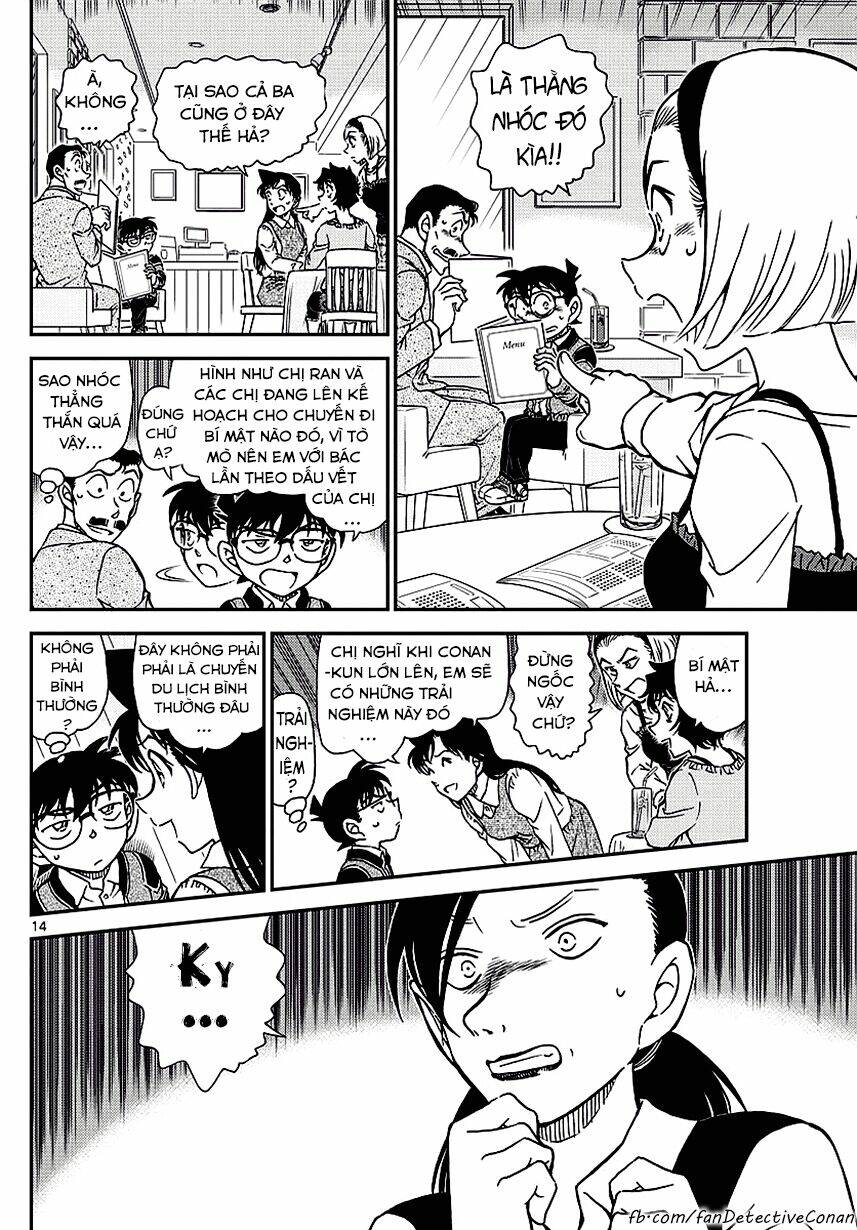 À,
KHÔNG
...
TẠI SAO CẢ BA
CŨNG Ở ĐÂY
THẾ HẢ?
LÀ THẰNG
NHÓC ĐÓ
KÌA!!
Menu
Menu
SAO NHÓC
THẲNG
THẮN QUÁ
VẬY...
ĐÚNG
CHỨ
Ạ?
HÌNH NHƯ CHỊ RAN VÀ
CÁC CHỊ ĐANG LÊN KẾ
HOẠCH CHO CHUYẾN ĐI
BÍ MẬT NÀO ĐÓ, VÌ TÒ
MÒ NÊN EM VỚI BÁC
LẦN THEO DẤU VẾT
CỦA CHỊ
...
KHÔNG
PHẢI
BÌNH
THƯỜNG
?
ĐÂY KHÔNG PHẢI
PHẢI LÀ CHUYẾN
DU LỊCH BÌNH
THƯỜNG ĐÂU
...
TRẢI
NGH-
IỆM
?
CHỊ NGHĨ KHI CONAN
-KUN LỚN LÊN, EM SẼ
CÓ NHỮNG TRẢI
NGHIỆM NÀY ĐÓ
...
ĐỪNG
NGỐC
VẬY
CHỨ?
BÍ MẬT
HẢ...
14
KY
...
fb.com/fanDetectiveConan